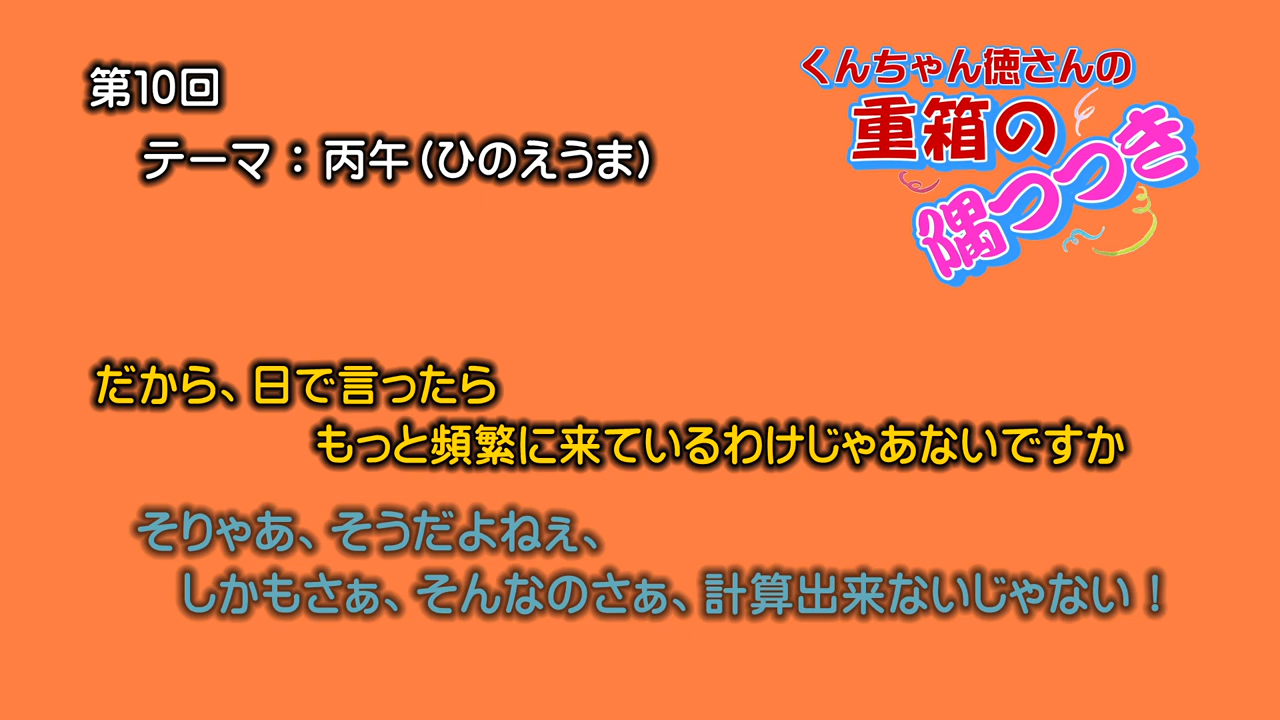 第10回
テーマ：丙午（ひのえうま）
くんちゃん徳さんの
重箱の
隅つつき
だから、日で言ったら
もっと頻繁に来ているわけじゃあないですか
そりゃあ、そうだよねぇ、
しかもさぁ、そんなのさぁ、計算出来ないじゃない！